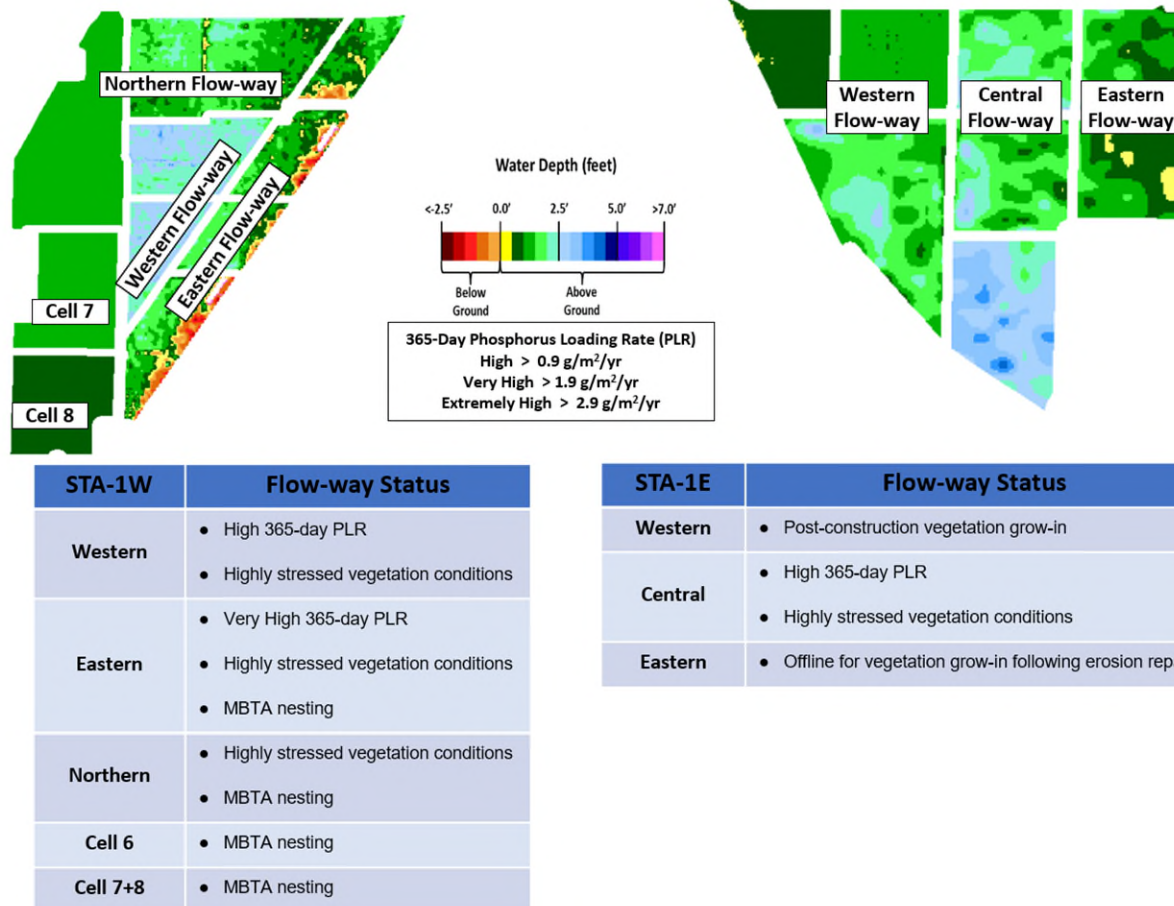 Northern Flow-way
Western Flow-way
Eastern Flow-way
Cell 7
Cell 8
Western
Flow-way
Central
Flow-way
Eastern
Flow-way
Water Depth (feet)
<-2.5' 0.0' 2.5' 5.0' >7.0'
Below
Ground
Above
Ground
365-Day Phosphorus Loading Rate (PLR)
High > 0.9 g/m²/yr
Very High > 1.9 g/m²/yr
Extremely High > 2.9 g/m²/yr
STA-1W Flow-way Status
Western
• High 365-day PLR
• Highly stressed vegetation conditions
Eastern
• Very High 365-day PLR
• Highly stressed vegetation conditions
• MBTA nesting
Northern
• Highly stressed vegetation conditions
• MBTA nesting
Cell 6 • MBTA nesting
Cell 7+8 • MBTA nesting
STA-1E Flow-way Status
Western • Post-construction vegetation grow-in
Central
• High 365-day PLR
• Highly stressed vegetation conditions
Eastern • Offline for vegetation grow-in following erosion rep